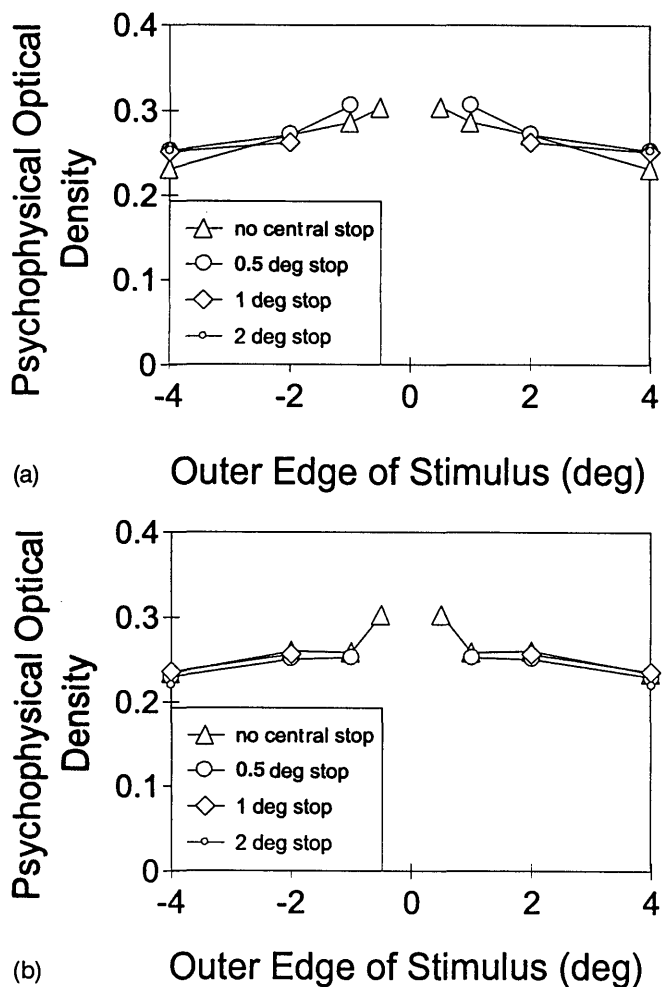 0.4
0.3
0.2
0.1
0
Psychophysical Optical
Density
no central stop
0.5 deg stop
1 deg stop
2 deg stop
-4 -2 0 2 4
(a) Outer Edge of Stimulus (deg)
0.4
0.3
0.2
0.1
0
Psychophysical Optical
Density
no central stop
0.5 deg stop
1 deg stop
2 deg stop
-4 -2 0 2 4
(b) Outer Edge of Stimulus (deg)